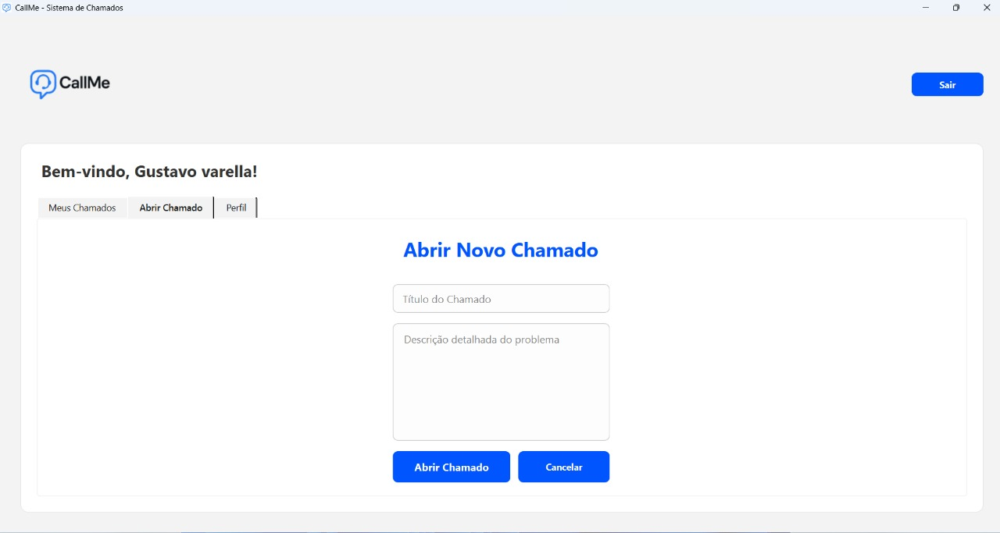 CallMe - Sistema de Chamados
CallMe
Sair
Bem-vindo, Gustavo varella!
Meus Chamados Abrir Chamado Perfil
Abrir Novo Chamado
Título do Chamado
Descrição detalhada do problema
Abrir Chamado Cancelar